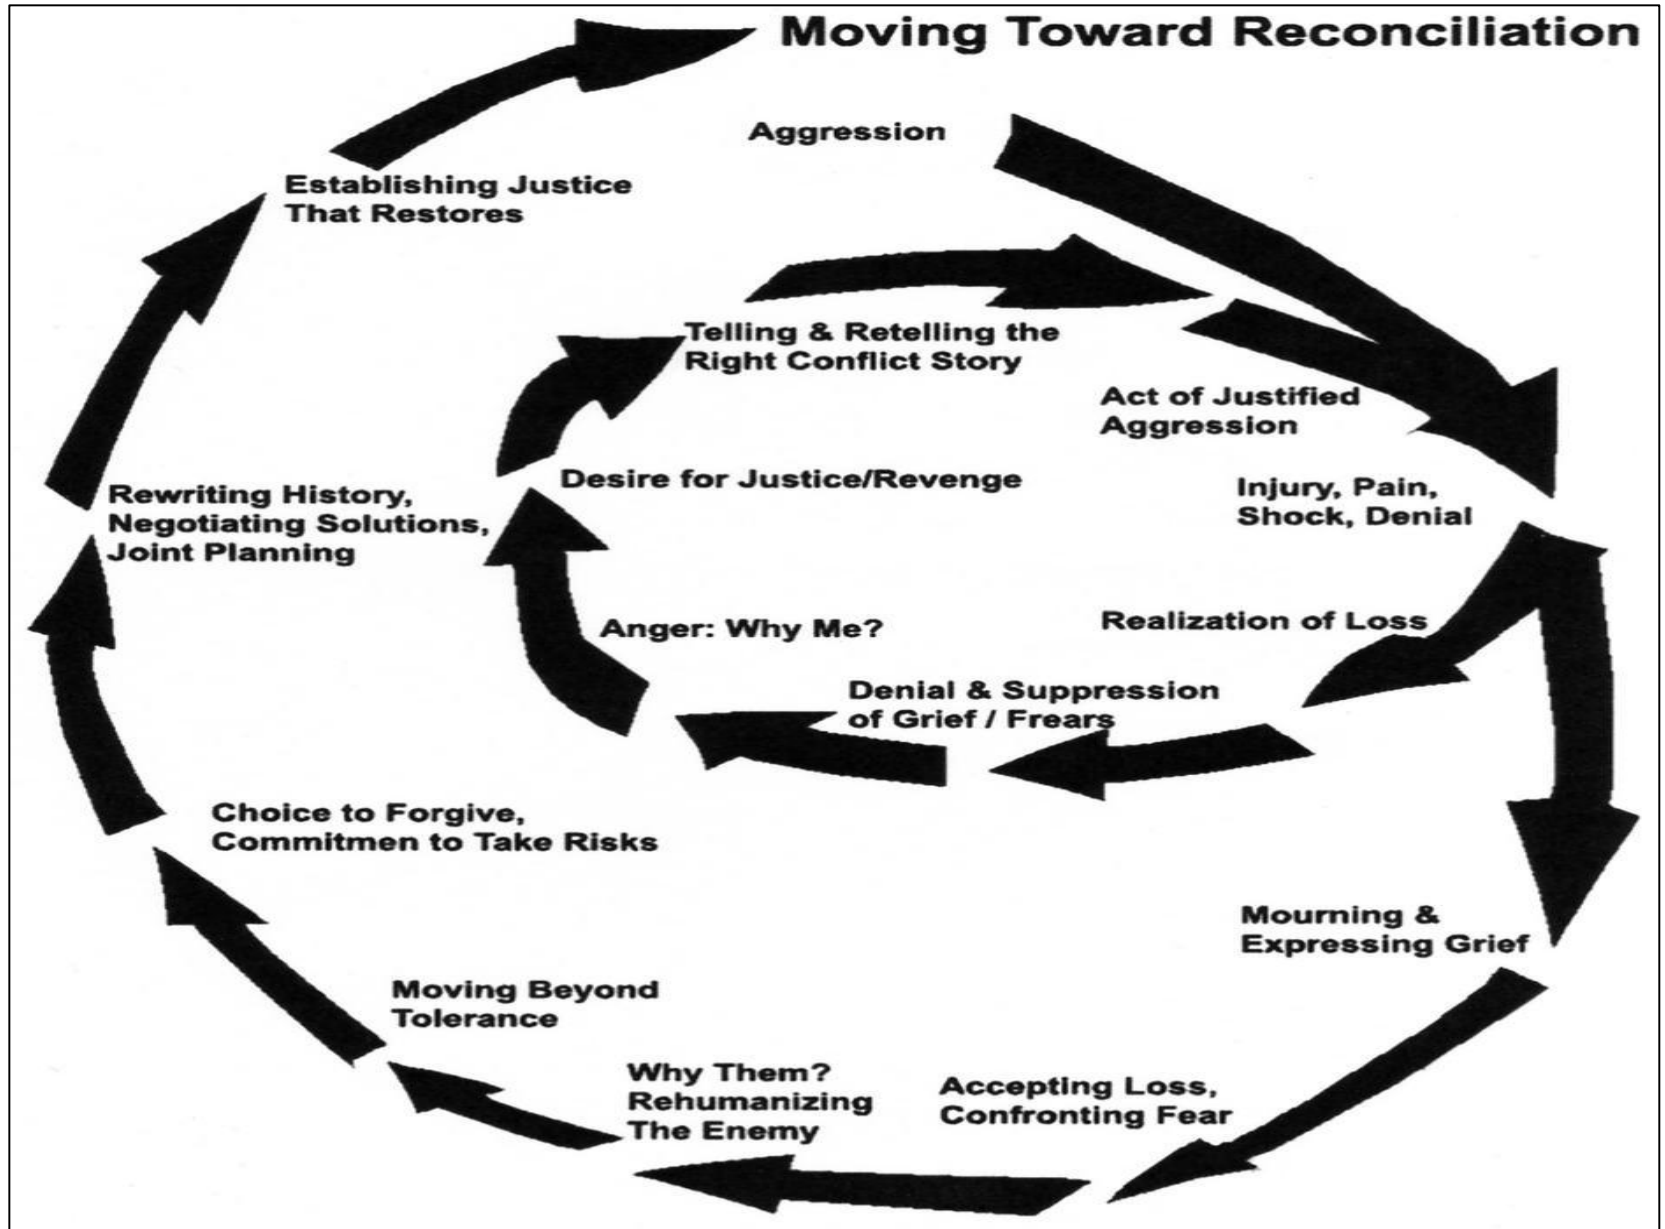 Moving Toward Reconciliation
Aggression
Establishing Justice
That Restores
Telling & Retelling the
Right Conflict Story
Act of Justified
Aggression
Desire for Justice/Revenge
Injury, Pain,
Shock, Denial
Rewriting History,
Negotiating Solutions,
Joint Planning
Anger: Why Me?
Realization of Loss
Denial & Suppression
of Grief / Frears
Choice to Forgive,
Commitmen to Take Risks
Mourning &
Expressing Grief
Moving Beyond
Tolerance
Why Them?
Rehumanizing
The Enemy
Accepting Loss,
Confronting Fear